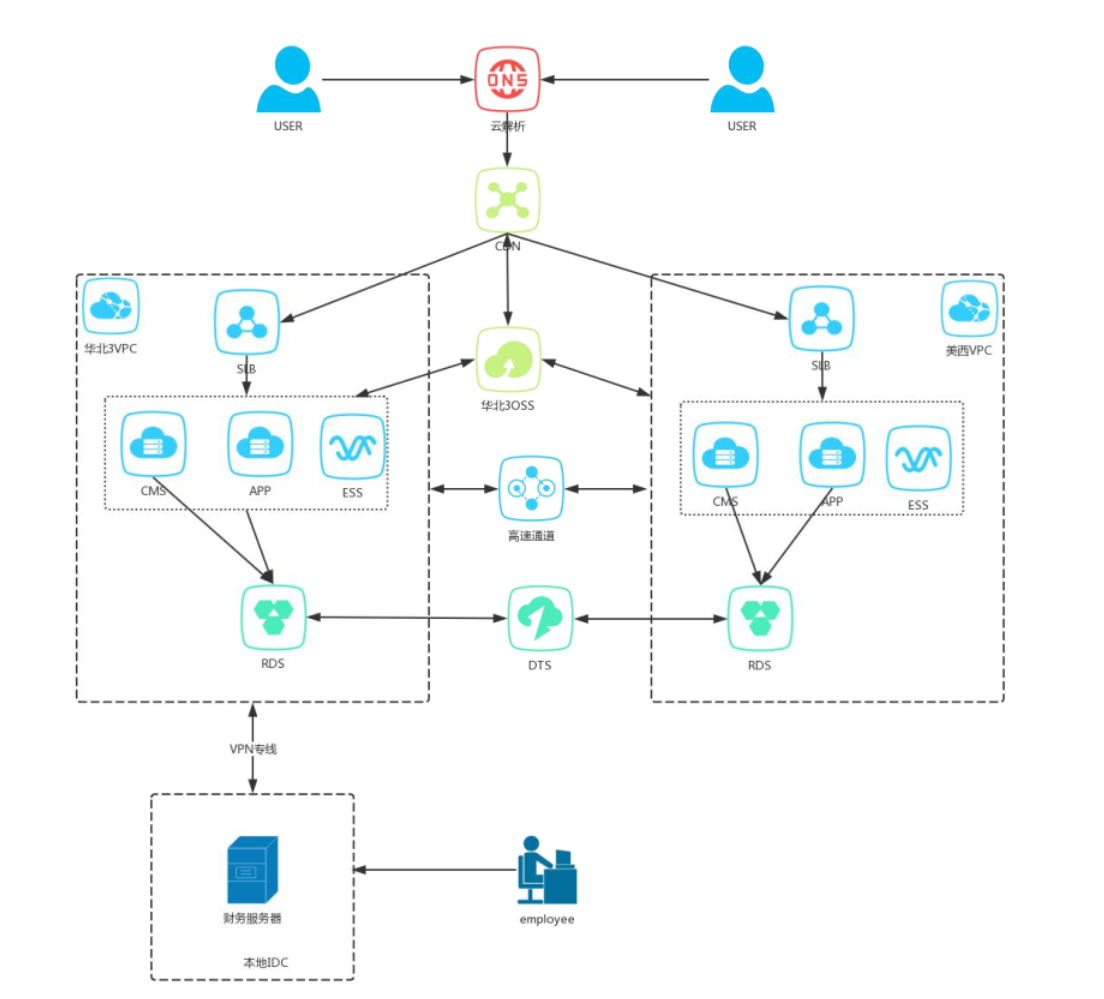 DNS
USER
云解析
USER
CDN
华北3VPC
SLB
华北3OSS
SLB
美西VPC
CMS
APP
ESS
高速通道
CMS
APP
ESS
RDS
DTS
RDS
VPN专线
财务服务器
employee
本地IDC